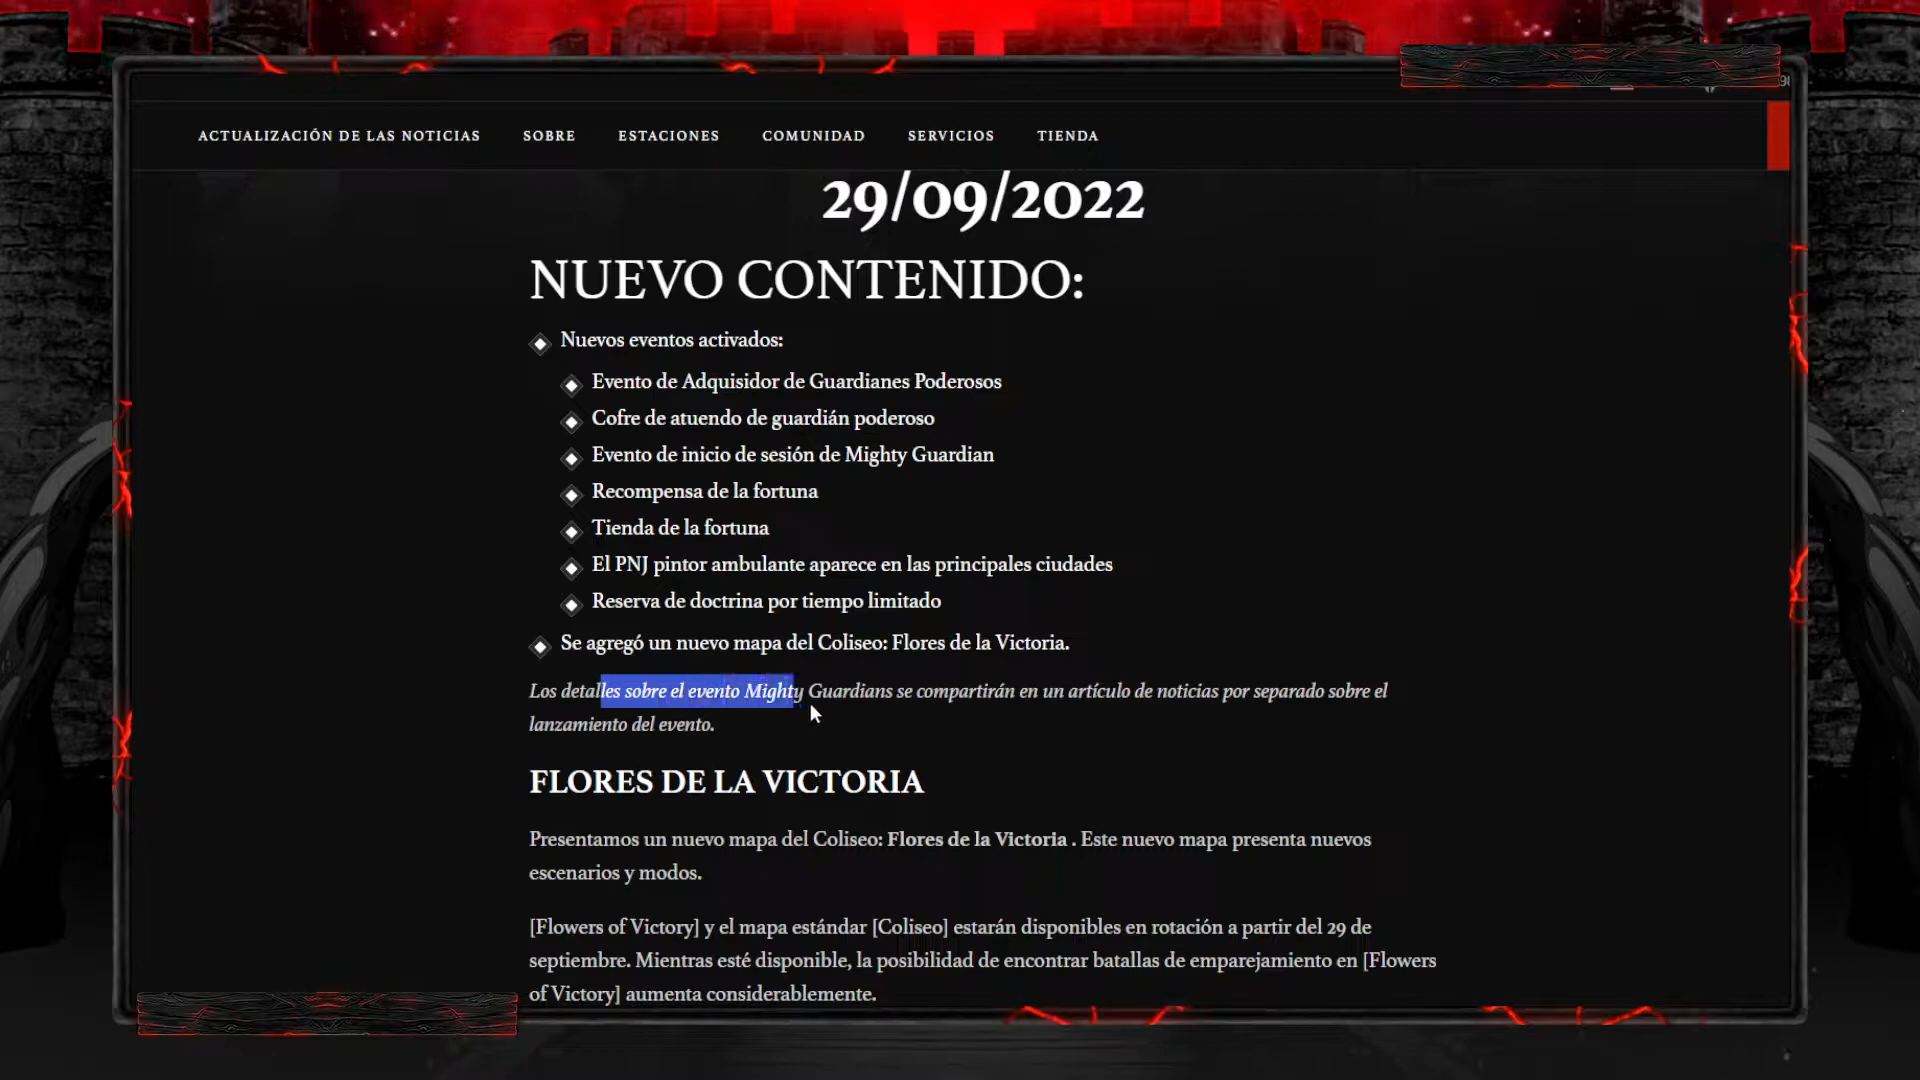 ACTUALIZACIÓN DE LAS NOTICIAS SOBRE ESTACIONES COMUNIDAD SERVICIOS TIENDA
29/09/2022
NUEVO CONTENIDO:
Nuevos eventos activados:
Evento de Adquisidor de Guardianes Poderosos
Cofre de atuendo de guardián poderoso
Evento de inicio de sesión de Mighty Guardian
Recompensa de la fortuna
Tienda de la fortuna
El PNJ pintor ambulante aparece en las principales ciudades
Reserva de doctrina por tiempo limitado
Se agregó un nuevo mapa del Coliseo: Flores de la Victoria.
Los detalles sobre el evento Mighty Guardians se compartirán en un artículo de noticias por separado sobre el
lanzamiento del evento.
FLORES DE LA VICTORIA
Presentamos un nuevo mapa del Coliseo: Flores de la Victoria . Este nuevo mapa presenta nuevos
escenarios y modos.
[Flowers of Victory] y el mapa estándar [Coliseo] estarán disponibles en rotación a partir del 29 de
septiembre. Mientras esté disponible, la posibilidad de encontrar batallas de emparejamiento en [Flowers
of Victory] aumenta considerablemente.